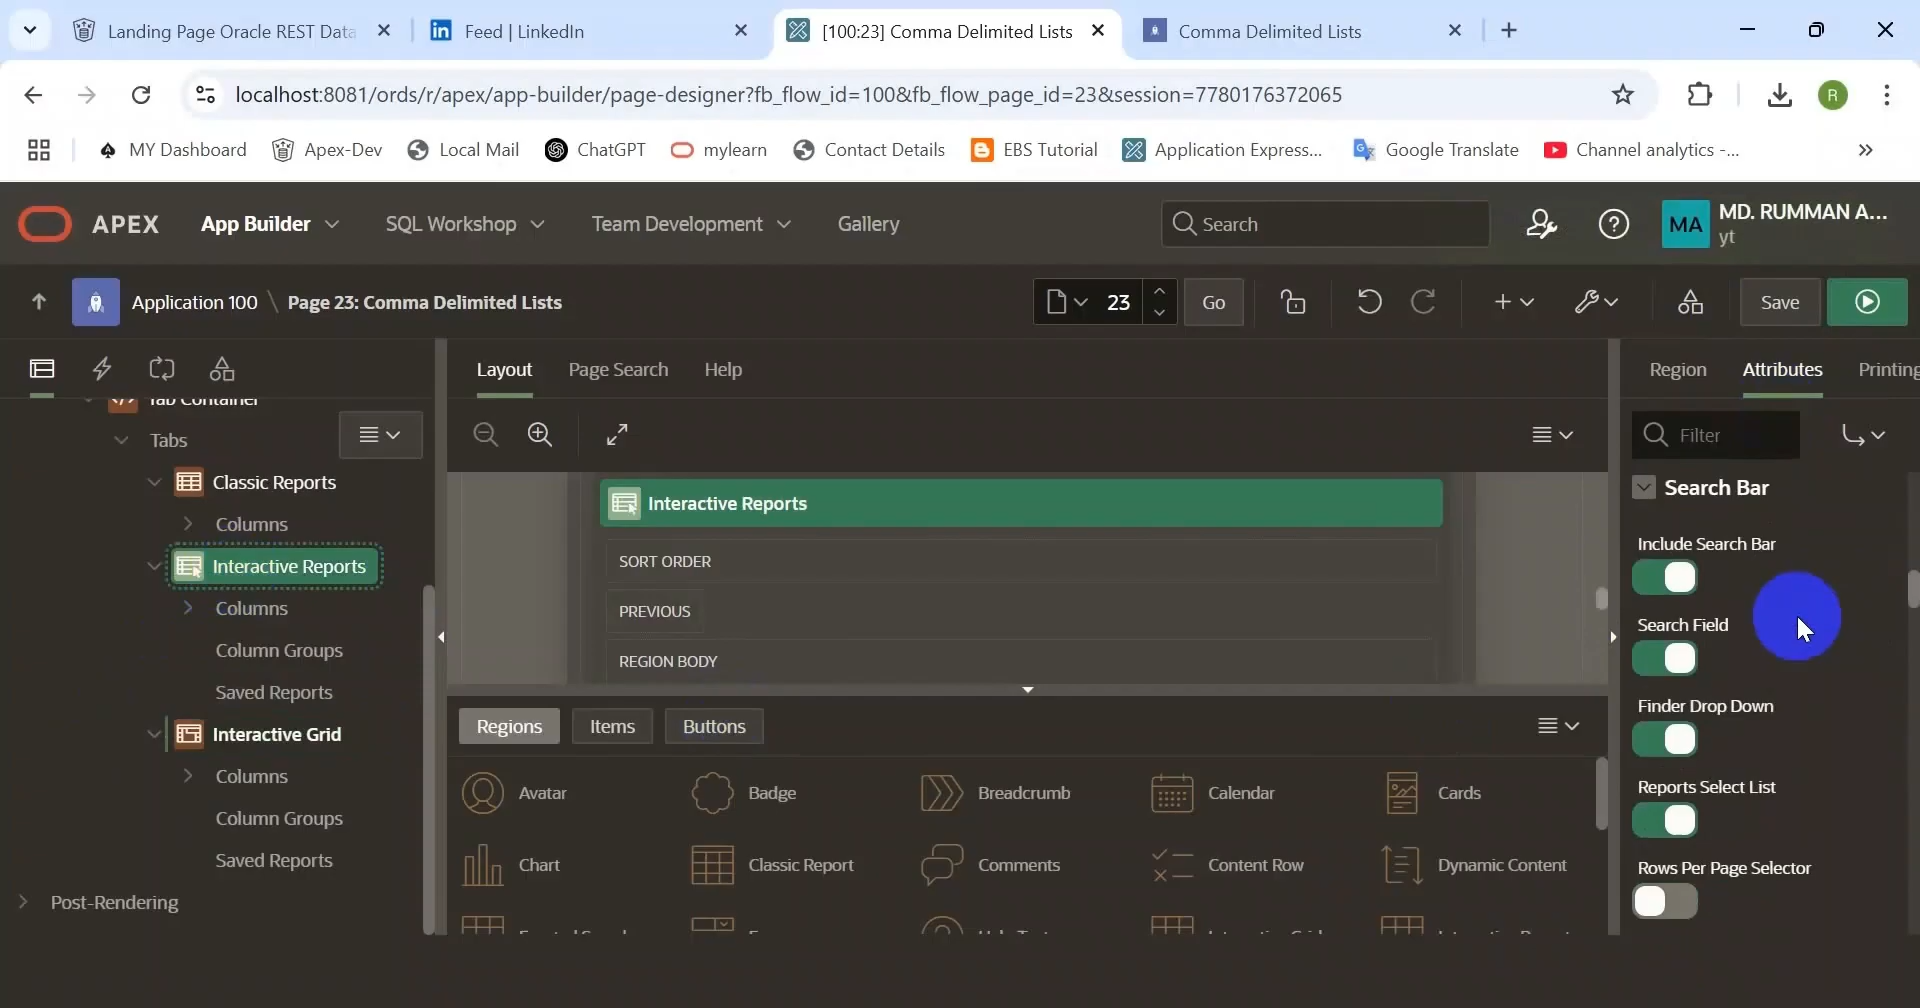 Landing Page Oracle REST Data
Feed | LinkedIn
[100:23] Comma Delimited Lists
Comma Delimited Lists
localhost:8081/ords/r/apex/app-builder/page-designer?fb_flow_id=100&fb_flow_page_id=23&session=7780176372065
R
MY Dashboard
Apex-Dev
Local Mail
ChatGPT
mylearn
Contact Details
EBS Tutorial
Application Express...
Google Translate
Channel analytics -...
APEX
App Builder
SQL Workshop
Team Development
Gallery
Search
MA
MD. RUMMAN A...
yt
Application 100 \ Page 23: Comma Delimited Lists
23
Go
Save
Layout
Page Search
Help
Region
Attributes
Printing
Tab Container
Tabs
Classic Reports
Columns
Interactive Reports
Columns
Column Groups
Saved Reports
Interactive Grid
Columns
Column Groups
Saved Reports
Post-Rendering
Interactive Reports
SORT ORDER
PREVIOUS
REGION BODY
Regions
Items
Buttons
Avatar
Badge
Breadcrumb
Calendar
Cards
Chart
Classic Report
Comments
Content Row
Dynamic Content
Filter
Search Bar
Include Search Bar
Search Field
Finder Drop Down
Reports Select List
Rows Per Page Selector